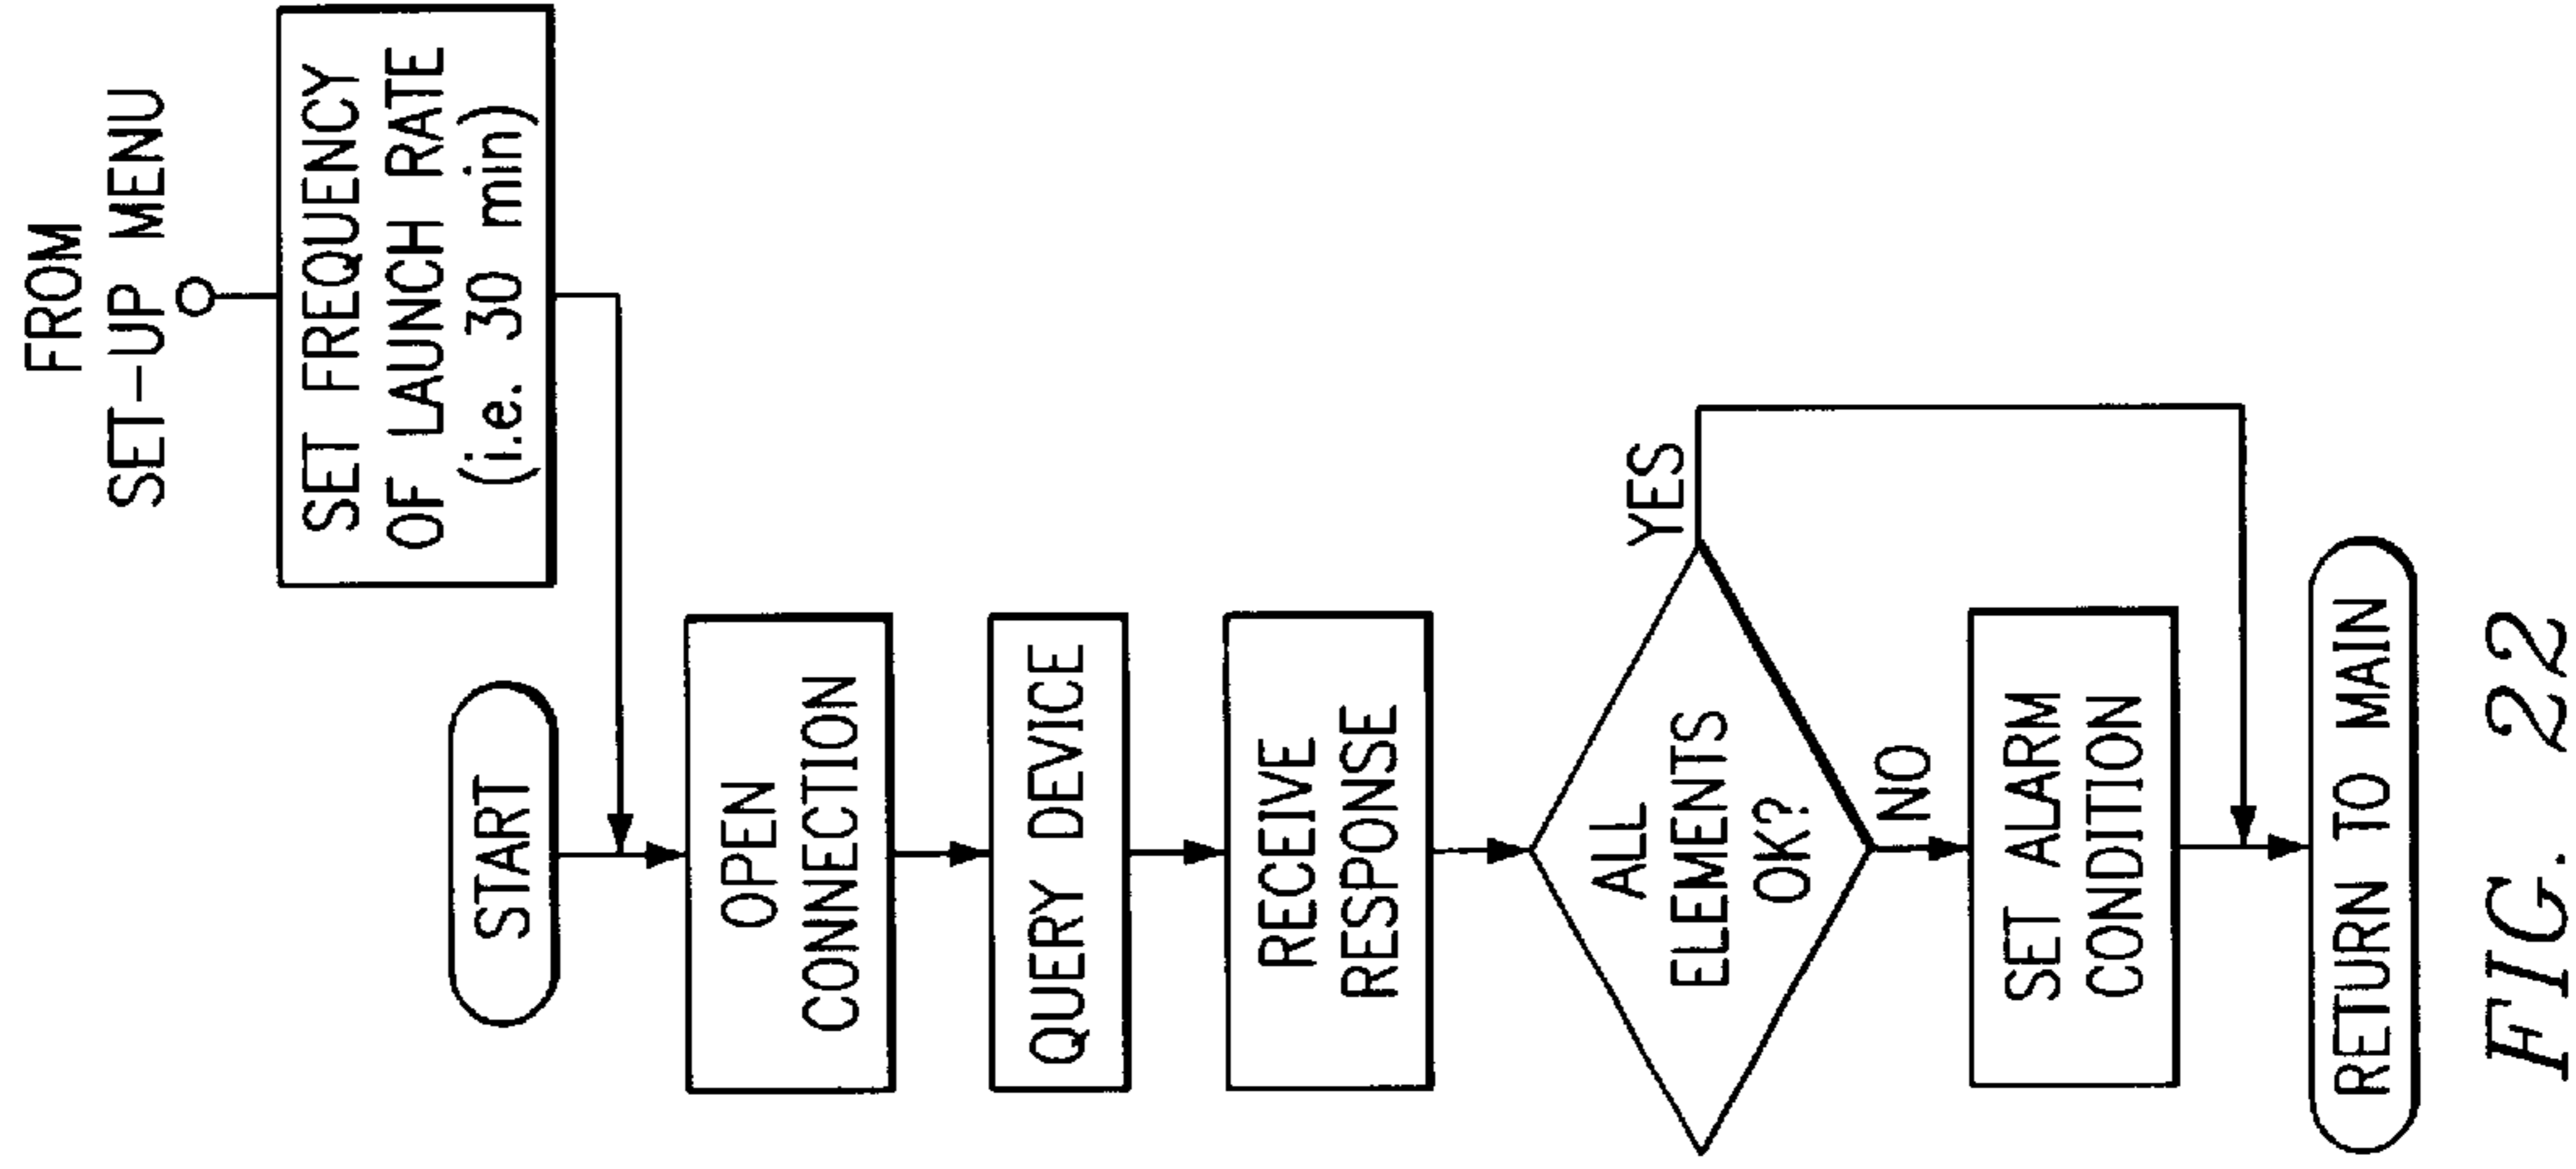 FROM
SET-UP MENU
SET FREQUENCY
OF LAUNCH RATE
(i.e. 30 min)
START
OPEN
CONNECTION
QUERY DEVICE
RECEIVE
RESPONSE
ALL
ELEMENTS
OK?
YES
NO
SET ALARM
CONDITION
RETURN TO MAIN
FIG. 22